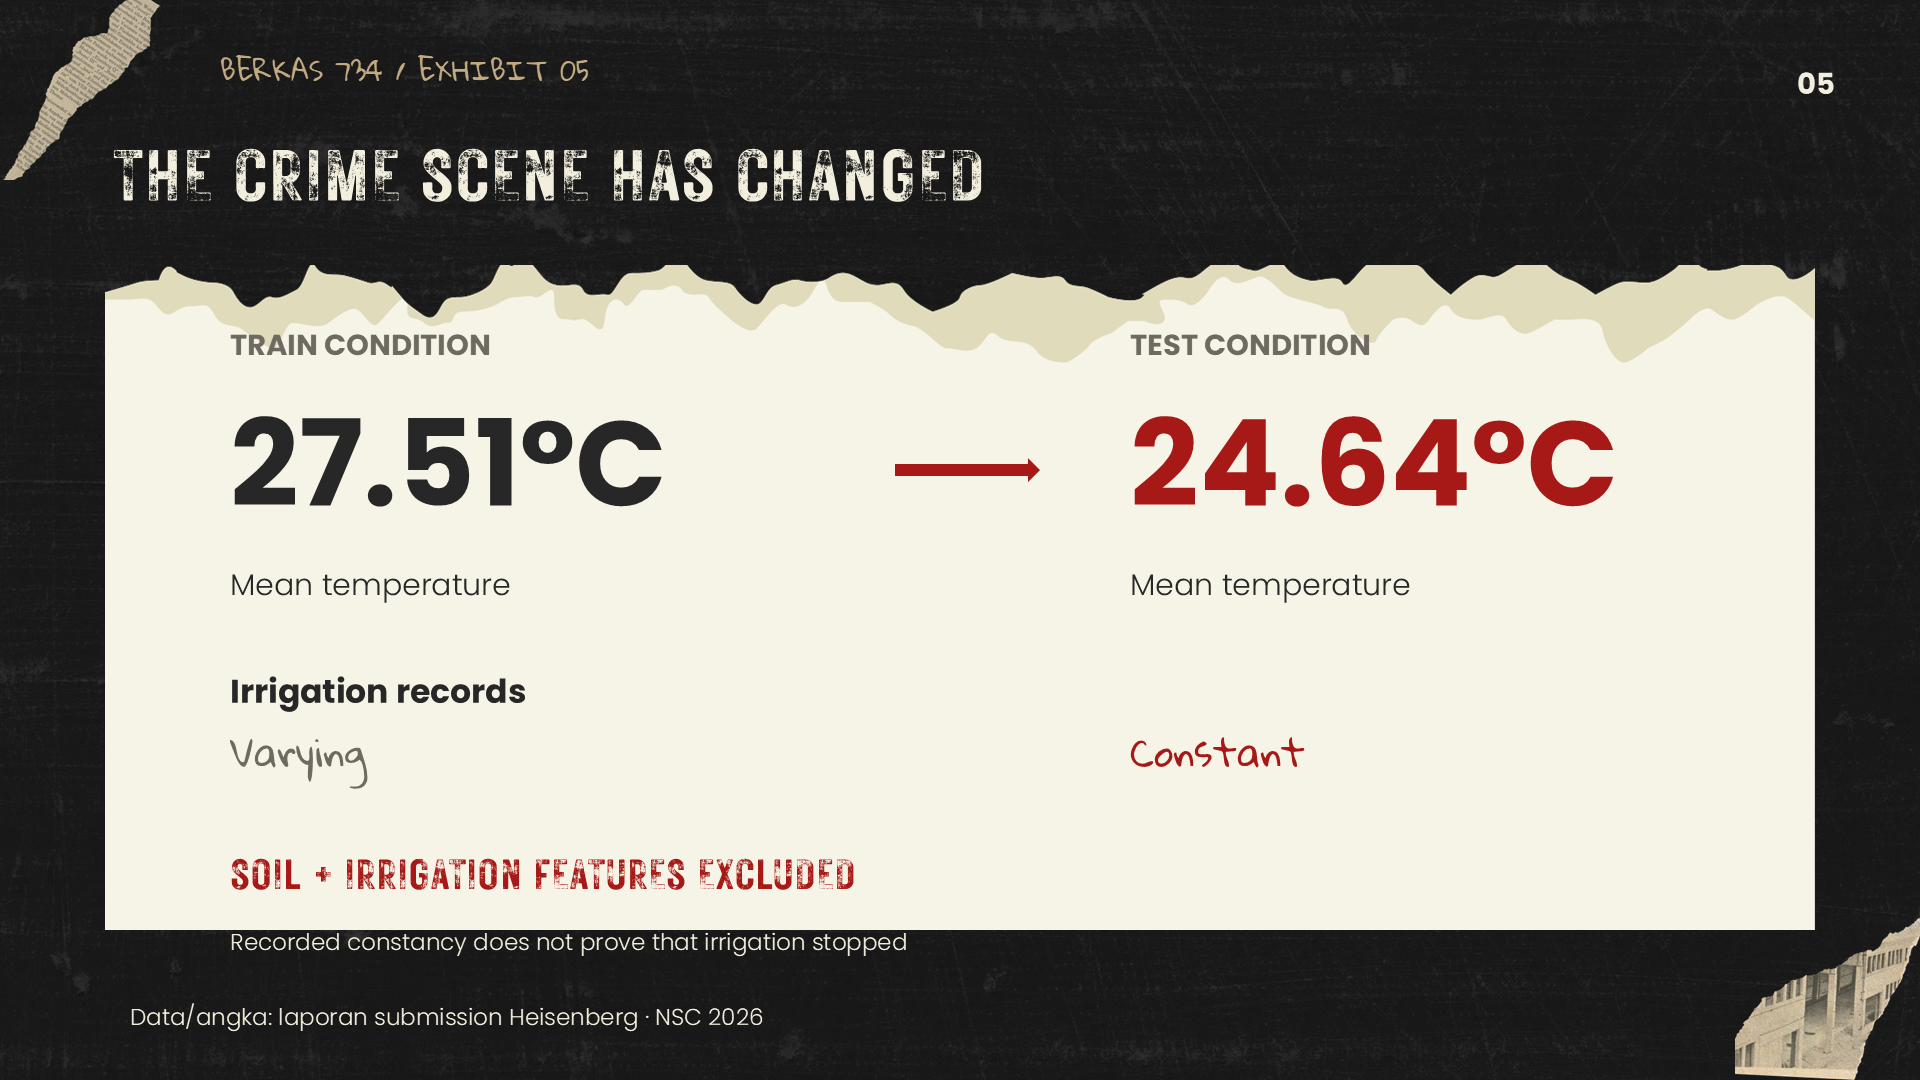 BERKAS 734 / EXHIBIT 05
05
THE CRIME SCENE HAS CHANGED
TRAIN CONDITION
TEST CONDITION
27.51°C
24.64°C
Mean temperature
Mean temperature
Irrigation records
Varying
Constant
SOIL + IRRIGATION FEATURES EXCLUDED
Recorded constancy does not prove that irrigation stopped
Data/angka: laporan submission Heisenberg · NSC 2026